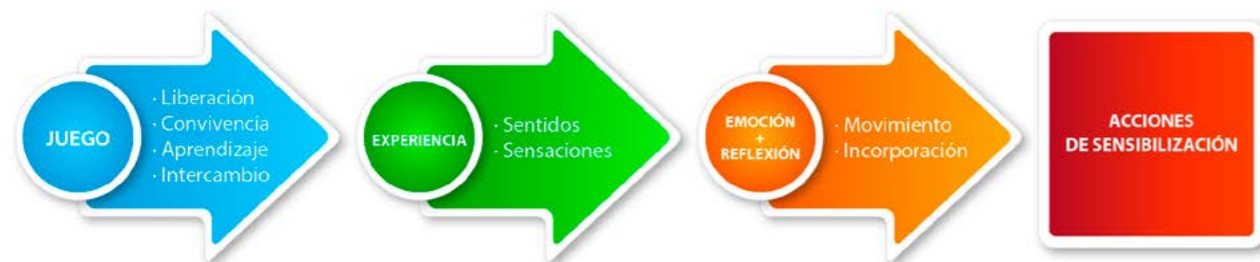 JUEGO
· Liberación
· Convivencia
· Aprendizaje
· Intercambio
EXPERIENCIA
· Sentidos
· Sensaciones
EMOCIÓN
+
REFLEXIÓN
· Movimiento
· Incorporación
ACCIONES
DE SENSIBILIZACIÓN